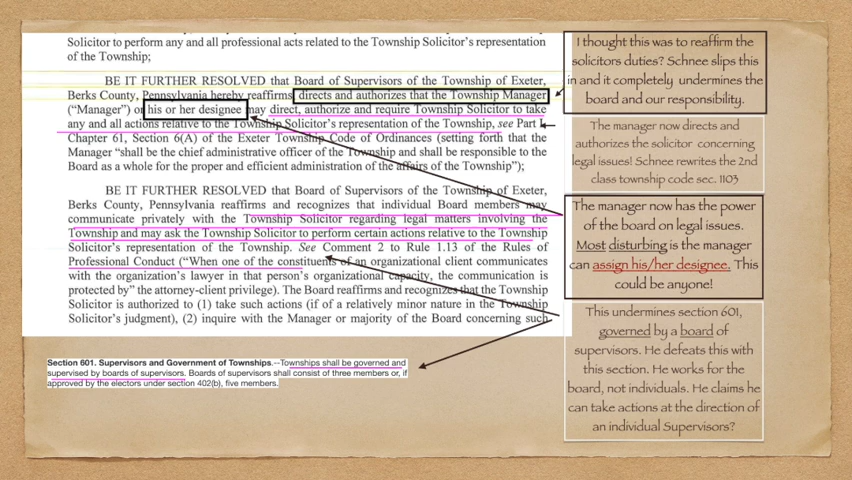 Solicitor to perform any and all professional acts related to the Township Solicitor's representation
of the Township;
BE IT FURTHER RESOLVED that Board of Supervisors of the Township of Exeter,
Berks County, Pennsylvania hereby reaffirms, directs and authorizes that the Township Manager
("Manager") or his or her designee may direct, authorize and require Township Solicitor to take
any and all actions relative to the Township Solicitor's representation of the Township, see Part I,
Chapter 61, Section 6(A) of the Exeter Township Code of Ordinances (setting forth that the
Manager "shall be the chief administrative officer of the Township and shall be responsible to the
Board as a whole for the proper and efficient administration of the affairs of the Township");
BE IT FURTHER RESOLVED that Board of Supervisors of the Township of Exeter,
Berks County, Pennsylvania reaffirms and recognizes that individual Board members may
communicate privately with the Township Solicitor regarding legal matters involving the
Township and may ask the Township Solicitor to perform certain actions relative to the Township
Solicitor's representation of the Township. See Comment 2 to Rule 1.13 of the Rules of
Professional Conduct ("When one of the constituents of an organizational client communicates
with the organization's lawyer in that person's organizational capacity, the communication is
protected by" the attorney-client privilege). The Board reaffirms and recognizes that the Township
Solicitor is authorized to (1) take such actions (if of a relatively minor nature in the Township
Solicitor's judgment), (2) inquire with the Manager or majority of the Board concerning such
Section 601. Supervisors and Government of Townships.--Townships shall be governed and
supervised by boards of supervisors. Boards of supervisors shall consist of three members or, if
approved by the electors under section 402(b), five members.
I thought this was to reaffirm the
solicitors duties? Schnee slips this
in and it completely undermines the
board and our responsibility.
The manager now directs and
authorizes the solicitor concerning
legal issues! Schnee rewrites the 2nd
class township code sec. 1103
The manager now has the power
of the board on legal issues.
Most disturbing is the manager
can assign his/her designee. This
could be anyone!
This undermines section 601,
governed by a board of
supervisors. He defeats this with
this section. He works for the
board, not individuals. He claims he
can take actions at the direction of
an individual Supervisors?